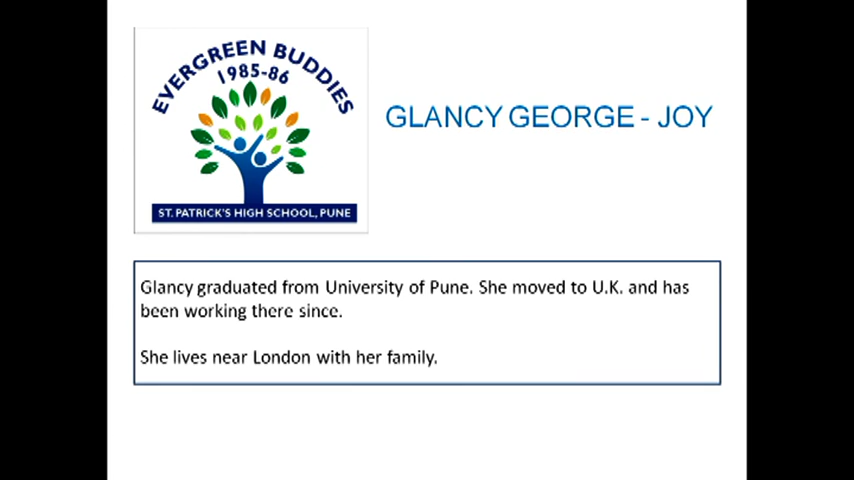 EVERGREEN BUDDIES
1985-86
GLANCY GEORGE - JOY
ST. PATRICK'S HIGH SCHOOL, PUNE
Glancy graduated from University of Pune. She moved to U.K. and has
been working there since.
She lives near London with her family.